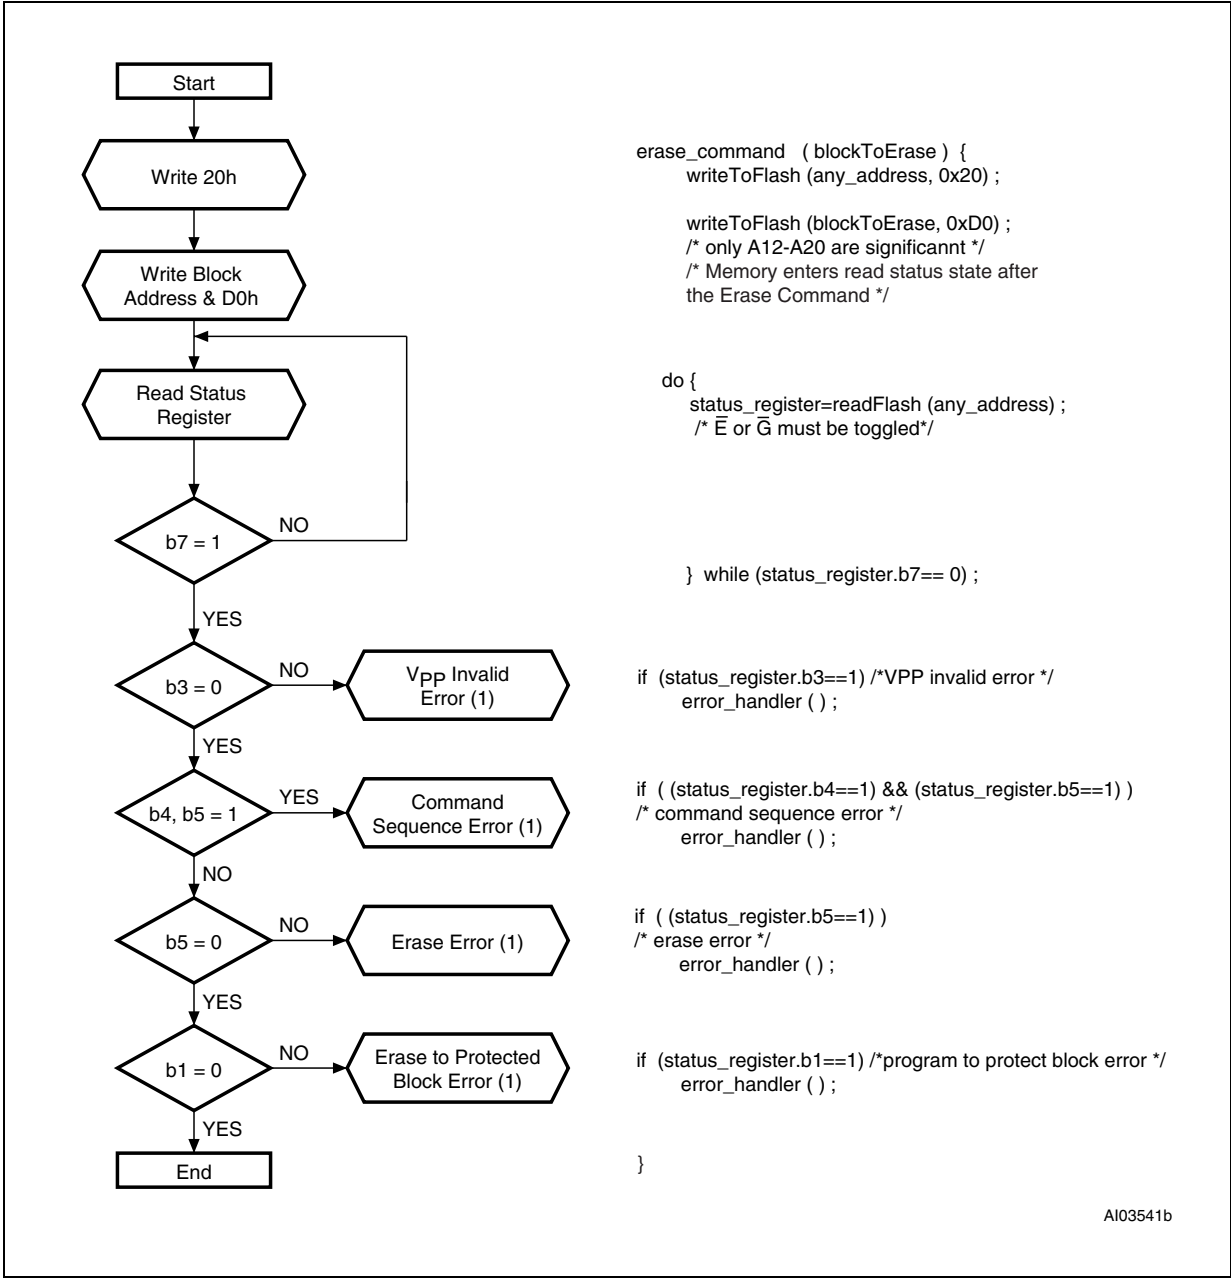 Start
Write 20h
Write Block
Address & D0h
Read Status
Register
NO
b7 = 1
YES
NO
b3 = 0
VPP Invalid
Error (1)
YES
YES
b4, b5 = 1
Command
Sequence Error (1)
NO
NO
b5 = 0
Erase Error (1)
YES
NO
b1 = 0
Erase to Protected
Block Error (1)
YES
End
erase_command ( blockToErase ) {
writeToFlash (any_address, 0x20) ;
writeToFlash (blockToErase, 0xD0) ;
/* only A12-A20 are significannt */
/* Memory enters read status state after
the Erase Command */
do {
status_register=readFlash (any_address) ;
/* E̅ or G̅ must be toggled*/
} while (status_register.b7== 0) ;
if (status_register.b3==1) /*VPP invalid error */
error_handler ( ) ;
if ( (status_register.b4==1) && (status_register.b5==1) )
/* command sequence error */
error_handler ( ) ;
if ( (status_register.b5==1) )
/* erase error */
error_handler ( ) ;
if (status_register.b1==1) /*program to protect block error */
error_handler ( ) ;
}
AI03541b